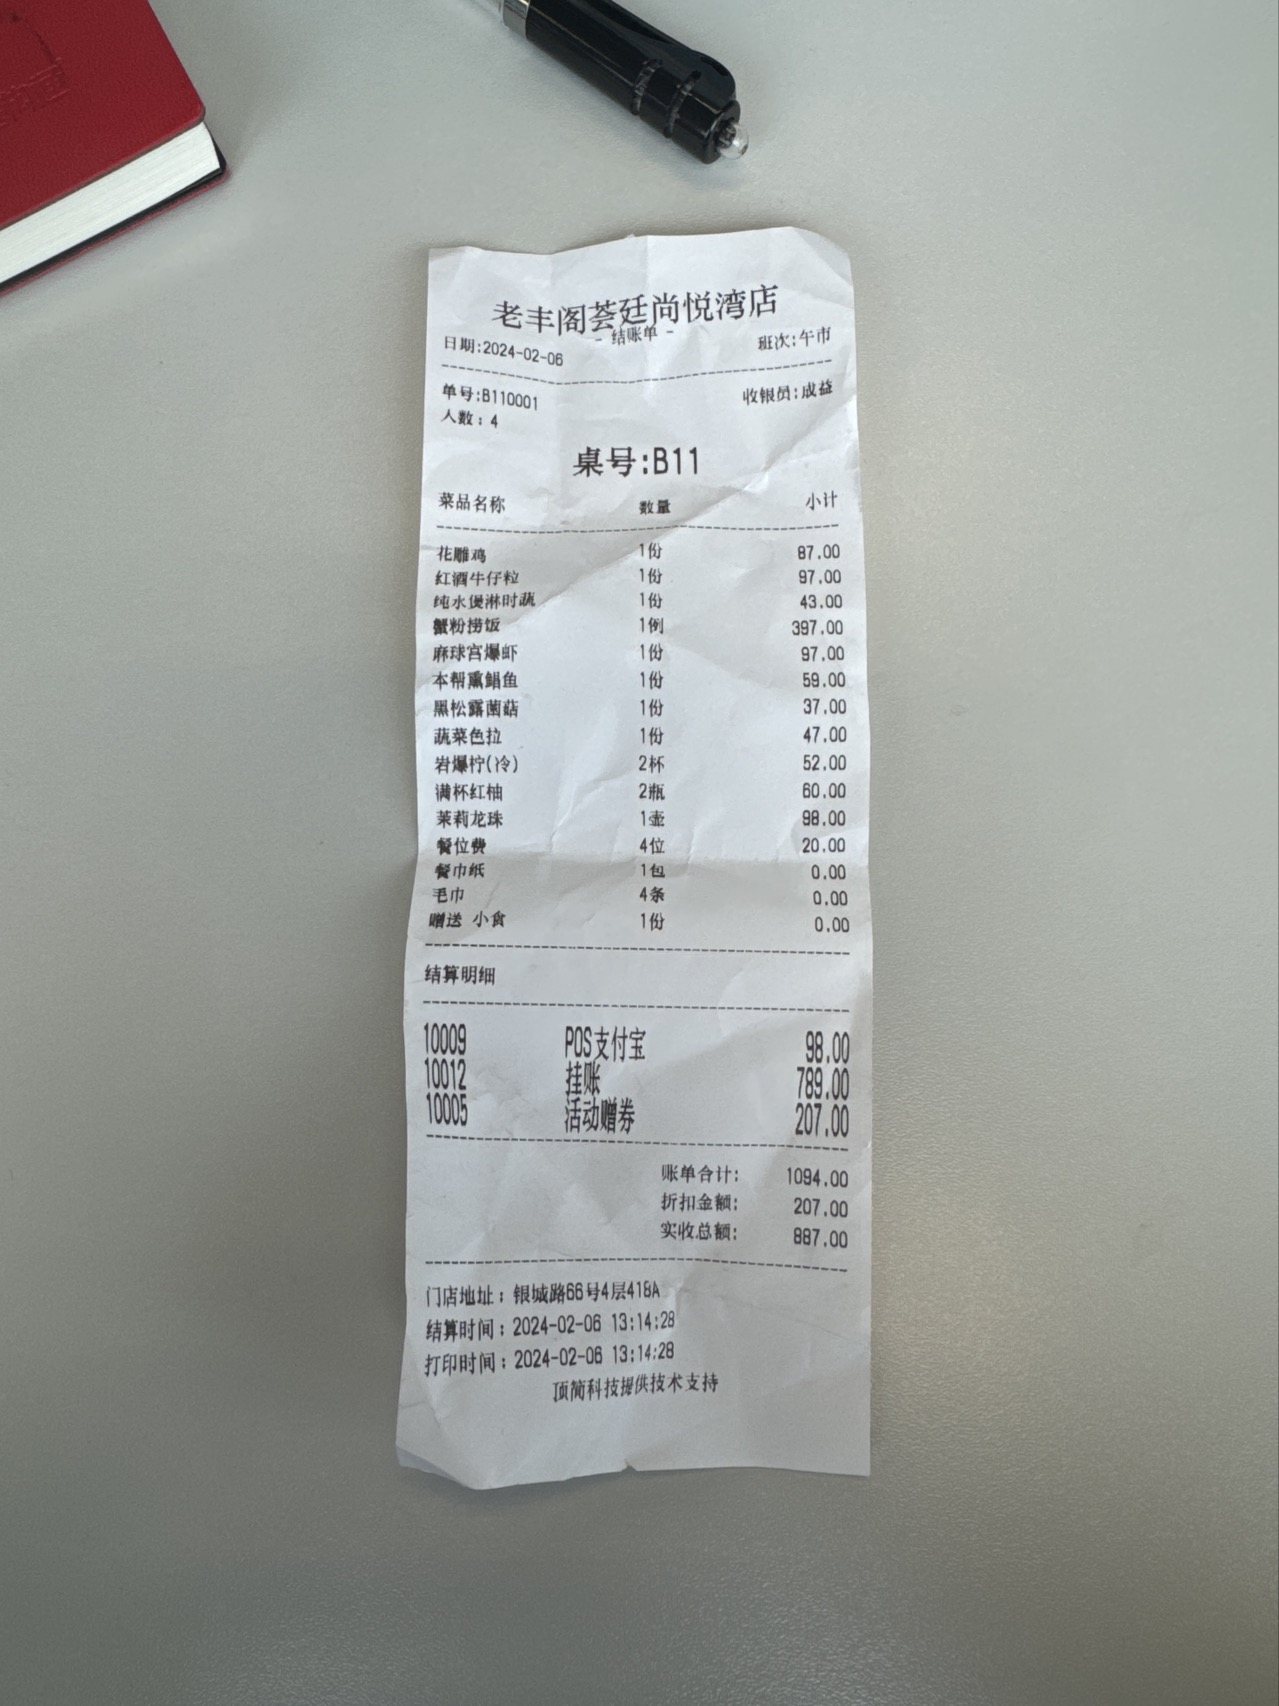 老丰阁荟廷尚悦湾店
- 结账单 -
日期:2024-02-06 班次:午市
单号:B110001 收银员:成益
人数: 4
桌号:B11
菜品名称 数量 小计
花雕鸡 1份 87.00
红酒牛仔粒 1份 97.00
纯水煲淋时蔬 1份 43.00
蟹粉捞饭 1例 397.00
麻球宫爆虾 1份 97.00
本帮熏鲳鱼 1份 59.00
黑松露菌菇 1份 37.00
蔬菜色拉 1份 47.00
岩爆柠(冷) 2杯 52.00
满杯红柚 2瓶 60.00
茉莉龙珠 1壶 98.00
餐位费 4位 20.00
餐巾纸 1包 0.00
毛巾 4条 0.00
赠送 小食 1份 0.00
结算明细
10009 POS支付宝 98.00
10012 挂账 789.00
10005 活动赠券 207.00
账单合计: 1094.00
折扣金额: 207.00
实收总额: 887.00
门店地址: 银城路66号4层418A
结算时间: 2024-02-06 13:14:28
打印时间: 2024-02-06 13:14:28
顶简科技提供技术支持